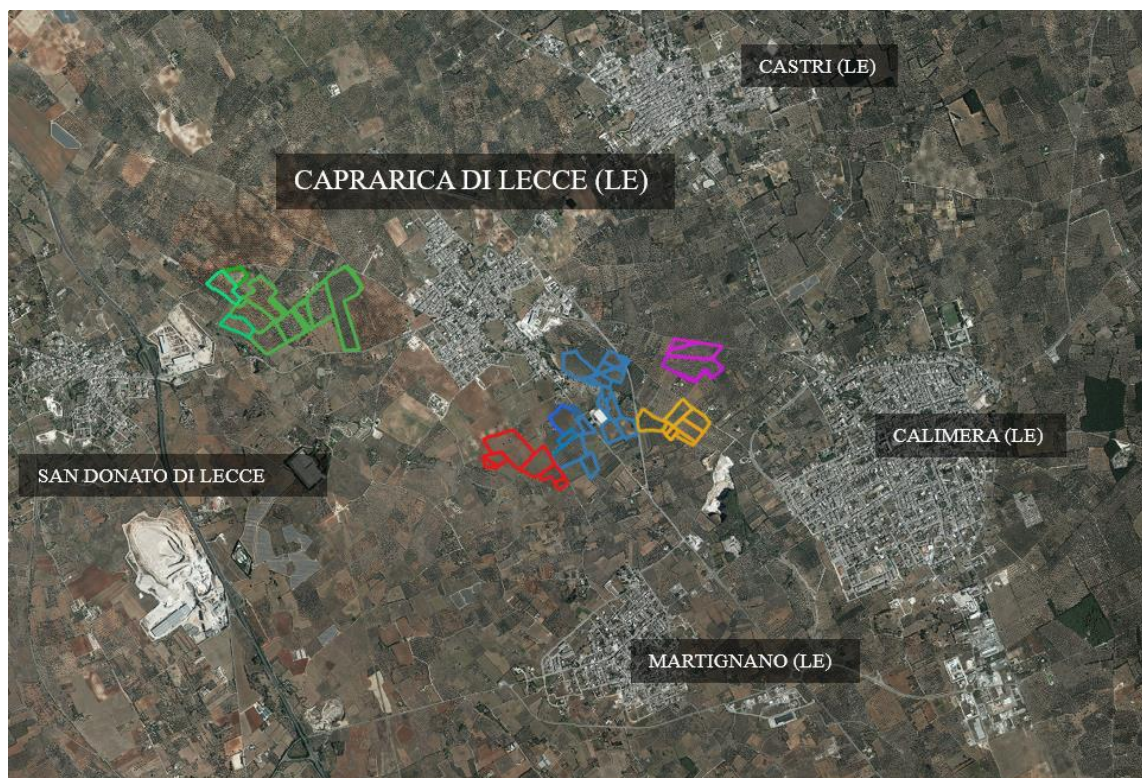 CASTRI (LE)
CAPRARICA DI LECCE (LE)
CALIMERA (LE)
SAN DONATO DI LECCE
MARTIGNANO (LE)